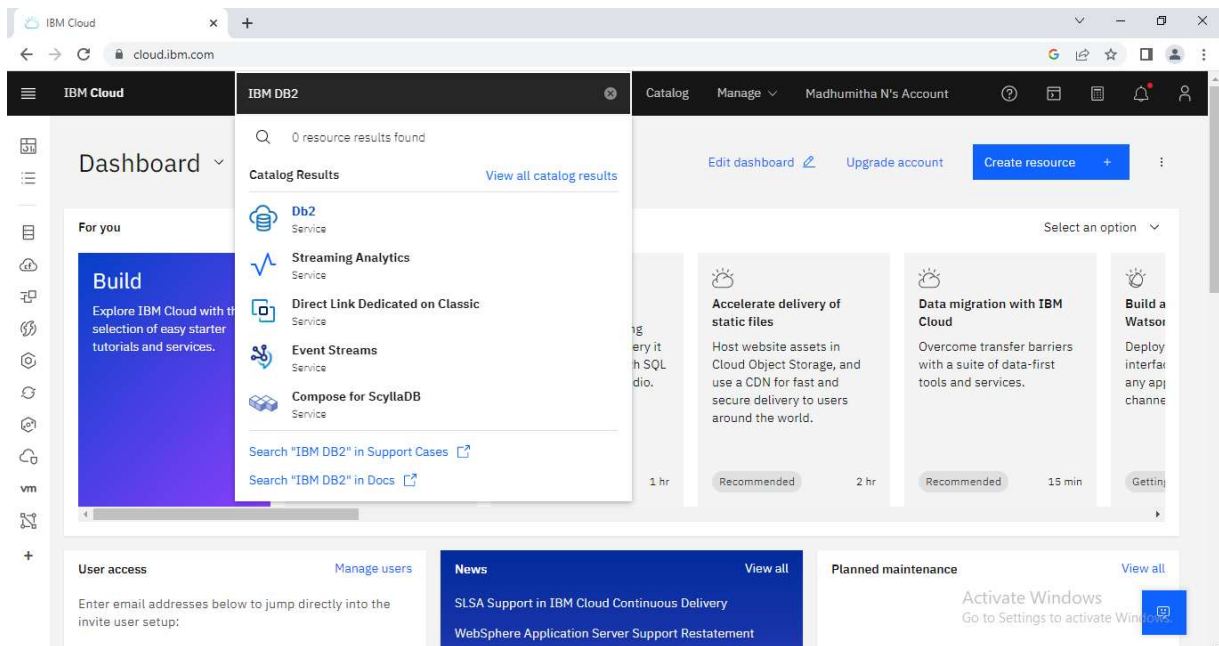 IBM Cloud
cloud.ibm.com
IBM Cloud
IBM DB2
Catalog
Manage
Madhumitha N's Account
0 resource results found
Dashboard
Edit dashboard
Upgrade account
Create resource +
Catalog Results
View all catalog results
For you
Select an option
Db2
Service
Streaming Analytics
Service
Direct Link Dedicated on Classic
Service
Event Streams
Service
Compose for ScyllaDB
Service
Search "IBM DB2" in Support Cases
Search "IBM DB2" in Docs
Build
Explore IBM Cloud with
selection of easy starter
tutorials and services.
SQL
1 hr
Accelerate delivery of
static files
Host website assets in
Cloud Object Storage, and
use a CDN for fast and
secure delivery to users
around the world.
Recommended
2 hr
Data migration with IBM
Cloud
Overcome transfer barriers
with a suite of data-first
tools and services.
Recommended
15 min
Build a
Watson
Deploy
interfac
any app
channe
Getting
vm
User access
Manage users
Enter email addresses below to jump directly into the
invite user setup:
News
View all
SLSA Support in IBM Cloud Continuous Delivery
WebSphere Application Server Support Restatement
Planned maintenance
View all
Activate Windows
Go to Settings to activate Windows.